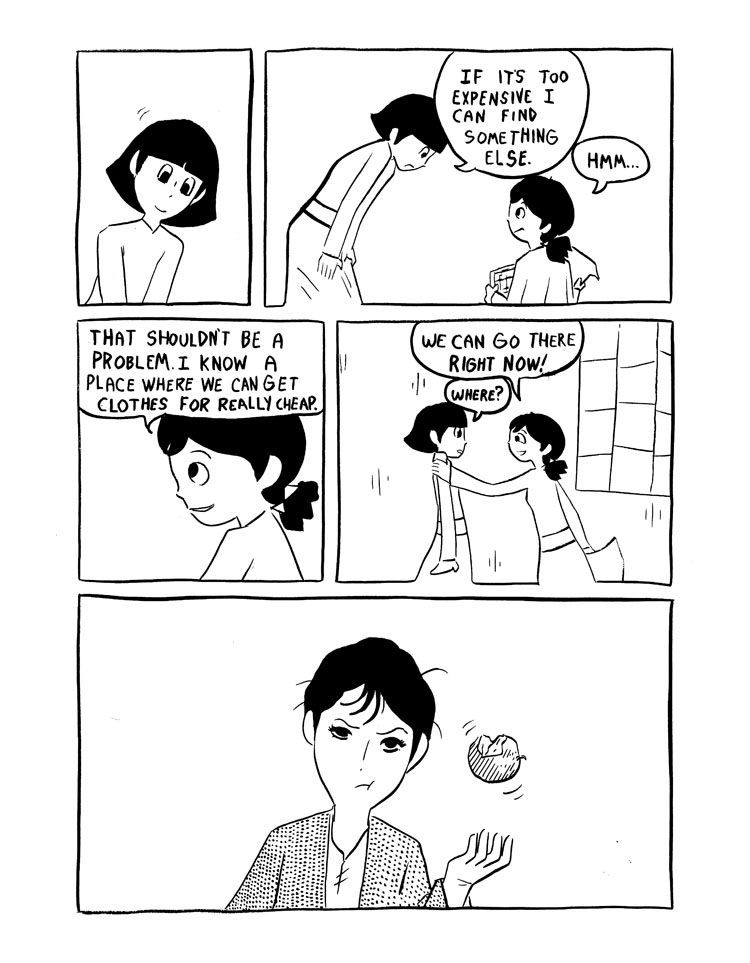 IF IT'S TOO
EXPENSIVE I
CAN FIND
SOMETHING
ELSE.
HMM...
THAT SHOULDN'T BE A
PROBLEM. I KNOW A
PLACE WHERE WE CAN GET
CLOTHES FOR REALLY CHEAP.
WE CAN GO THERE
RIGHT NOW!
WHERE?